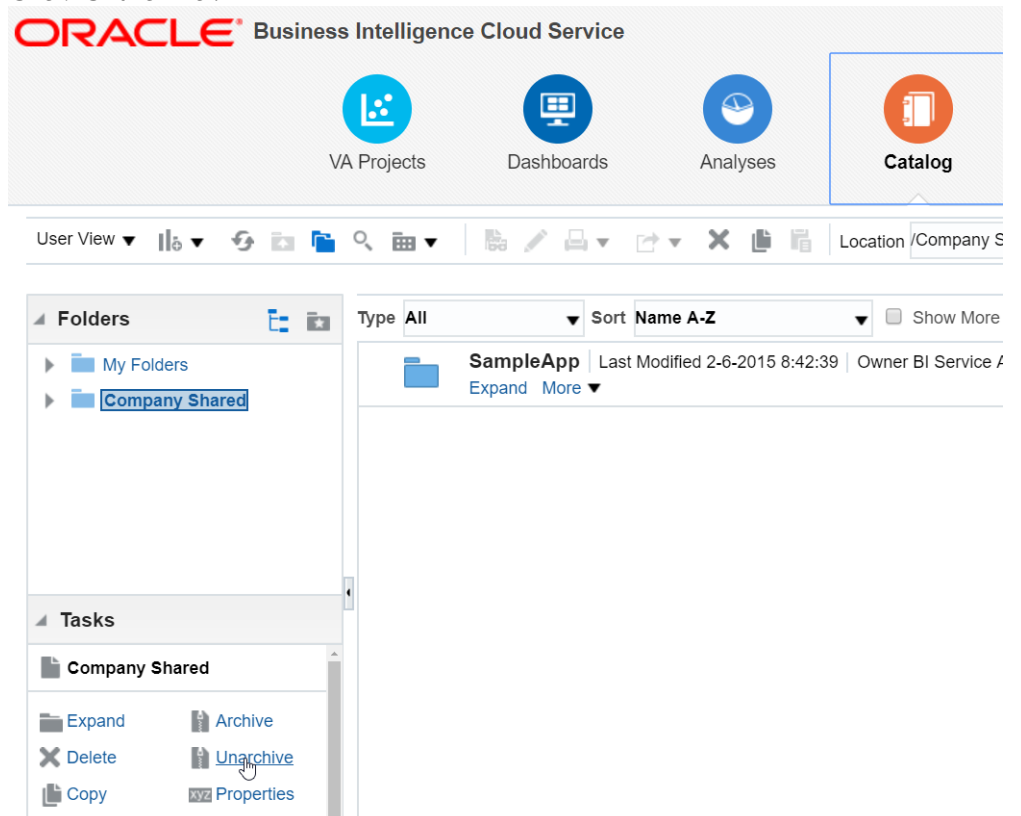 ORACLE Business Intelligence Cloud Service
VA Projects Dashboards Analyses Catalog
User View Location /Company S
Folders Type All Sort Name A-Z Show More
My Folders SampleApp Last Modified 2-6-2015 8:42:39 Owner BI Service A
Company Shared Expand More
Tasks
Company Shared
Expand Archive
Delete Unarchive
Copy xyz Properties